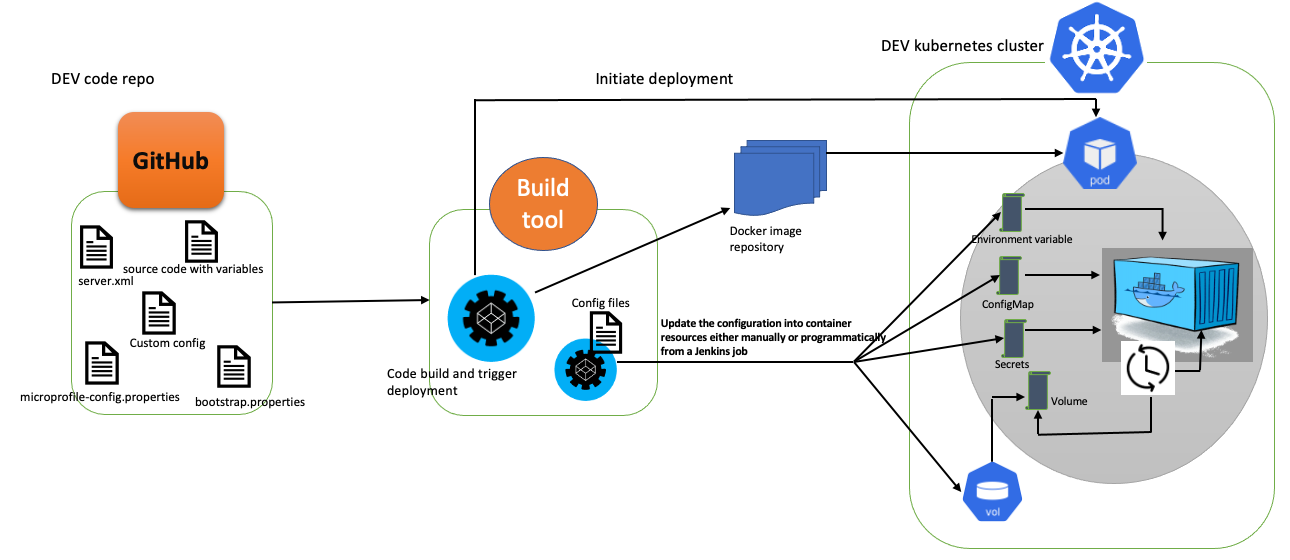 DEV kubernetes cluster
DEV code repo
Initiate deployment
GitHub
pod
Build
tool
Environment variable
Docker image
repository
source code with variables
server.xml
Config files
ConfigMap
Custom config
Update the configuration into container
resources either manually or programmatically
from a Jenkins job
Secrets
Code build and trigger
deployment
microprofile-config.properties
bootstrap.properties
Volume
vol